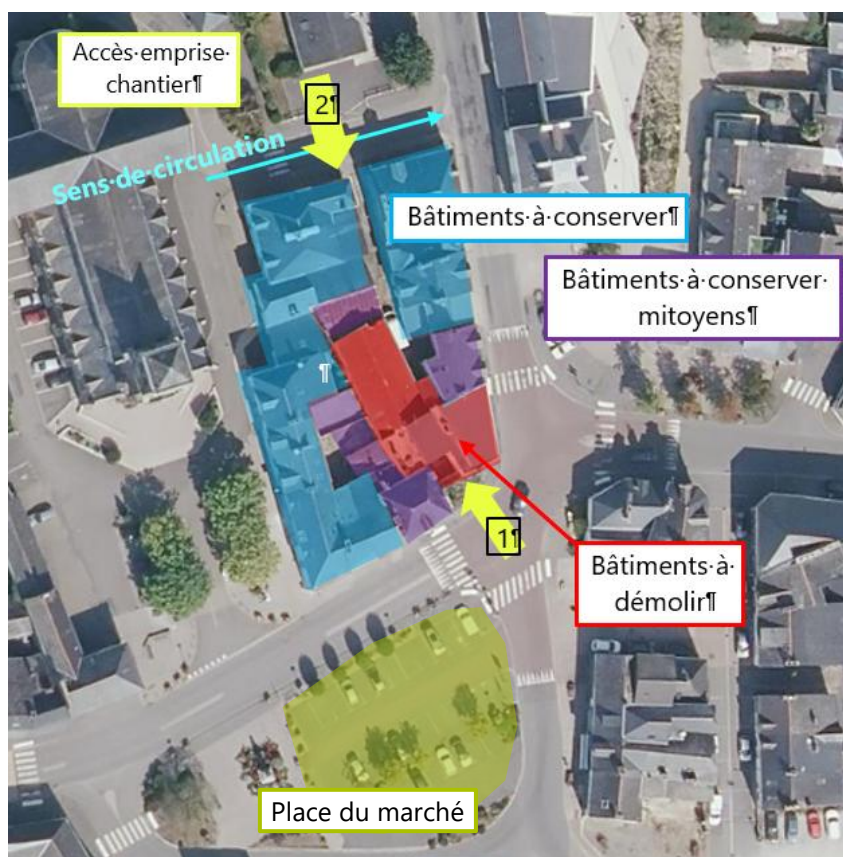 Accès·emprise·
chantier¶
2¶
Sens·de·circulation
Bâtiments·à·conserver¶
Bâtiments·à·conserver·
mitoyens¶
¶
1¶
Bâtiments·à·
démolir¶
Place du marché